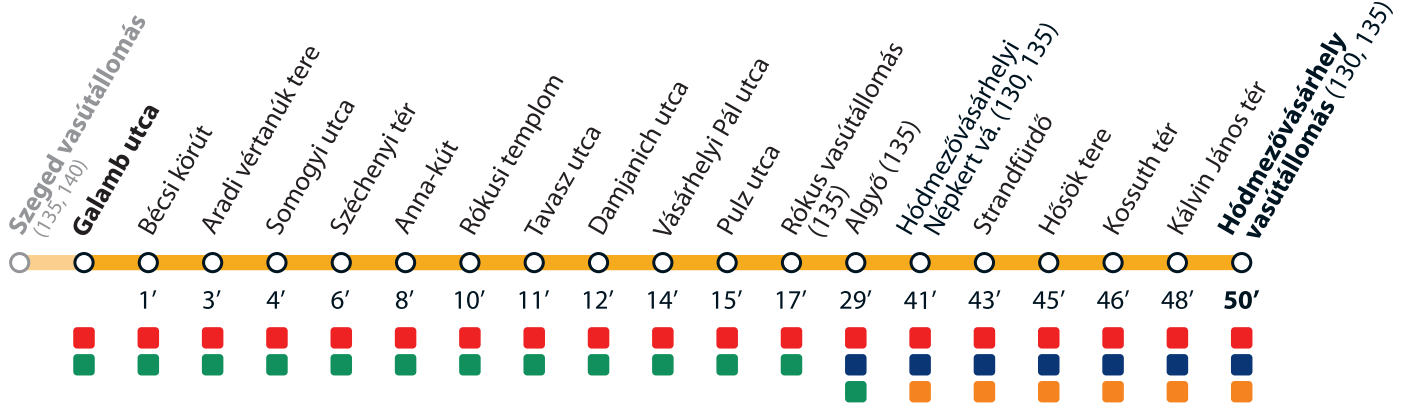 Szeged vasútállomás
(135, 140)
Galamb utca
Bécsi körút
Aradi vértanúk tere
Somogyi utca
Széchenyi tér
Anna-kút
Rókusi templom
Tavasz utca
Damjanich utca
Vásárhelyi Pál utca
Pulz utca
Rókus vasútállomás
(135)
Algyő (135)
Hódmezővásárhelyi
Népkert vá. (130, 135)
Strandfürdő
Hősök tere
Kossuth tér
Kálvin János tér
Hódmezővásárhely
vasútállomás (130, 135)
1’ 3’ 4’ 6’ 8’ 10’ 11’ 12’ 14’ 15’ 17’ 29’ 41’ 43’ 45’ 46’ 48’ 50’